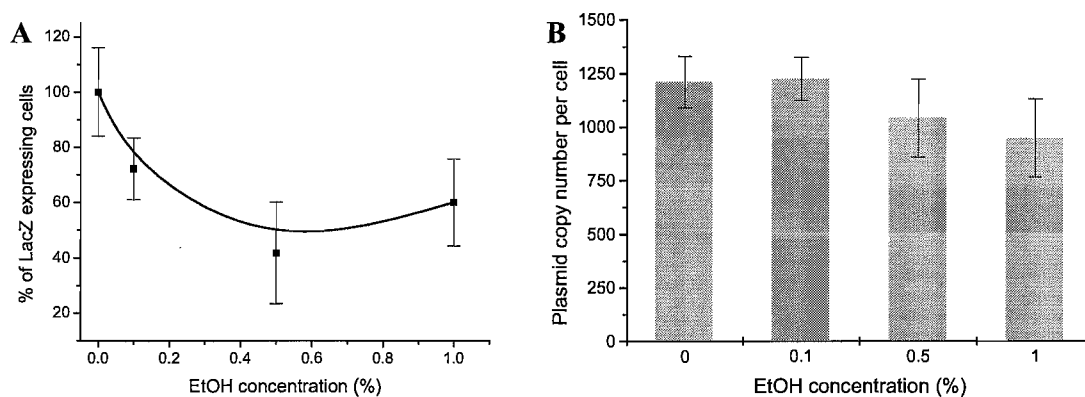 A
% of LacZ expressing cells
120
100
80
60
40
20
0.0 0.2 0.4 0.6 0.8 1.0
EtOH concentration (%)
B
Plasmid copy number per cell
1500
1250
1000
750
500
250
0
0 0.1 0.5 1
EtOH concentration (%)